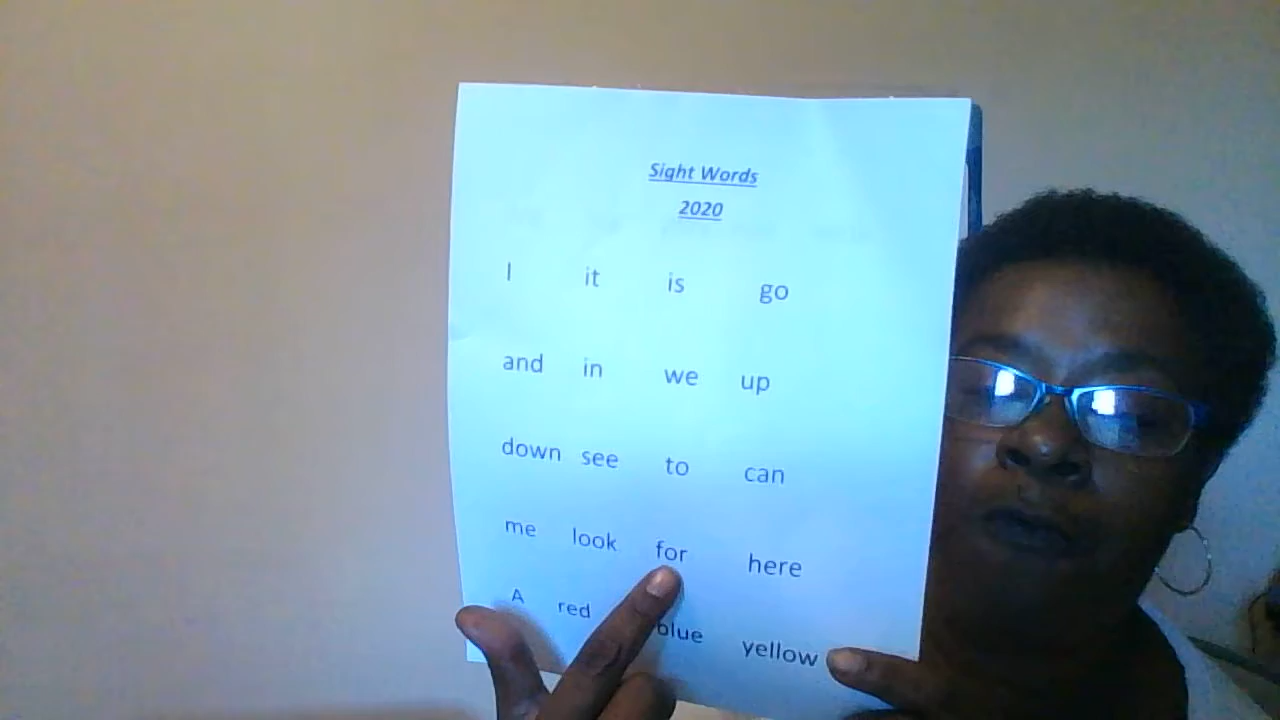 Sight Words
2020
I it is go
and in we up
down see to can
me look for here
A red blue yellow